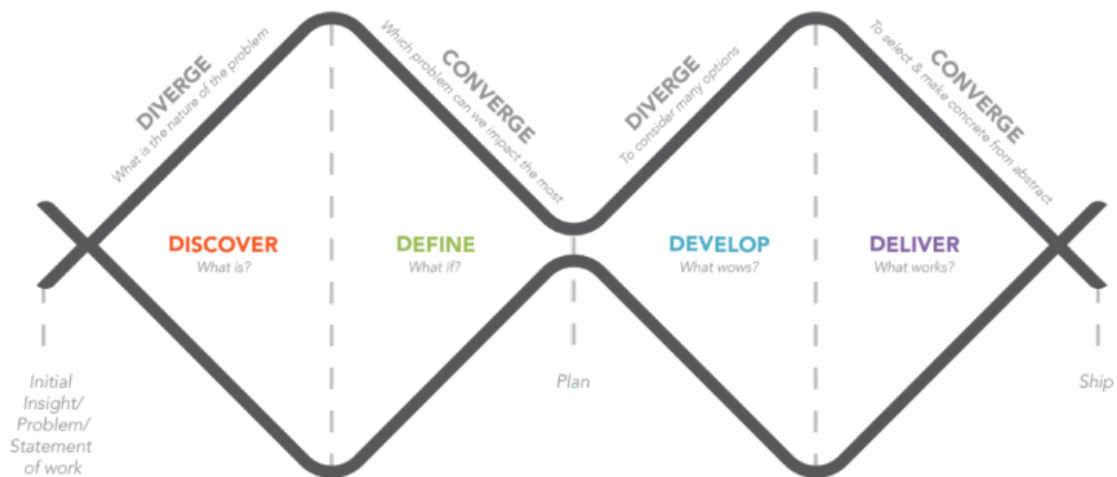 DIVERGE
What is the nature of the problem
CONVERGE
Which problem can we impact the most
DIVERGE
To consider many options
CONVERGE
To select & make concrete from abstract
DISCOVER
What is?
DEFINE
What if?
DEVELOP
What wows?
DELIVER
What works?
Initial
Insight/
Problem/
Statement
of work
Plan
Ship